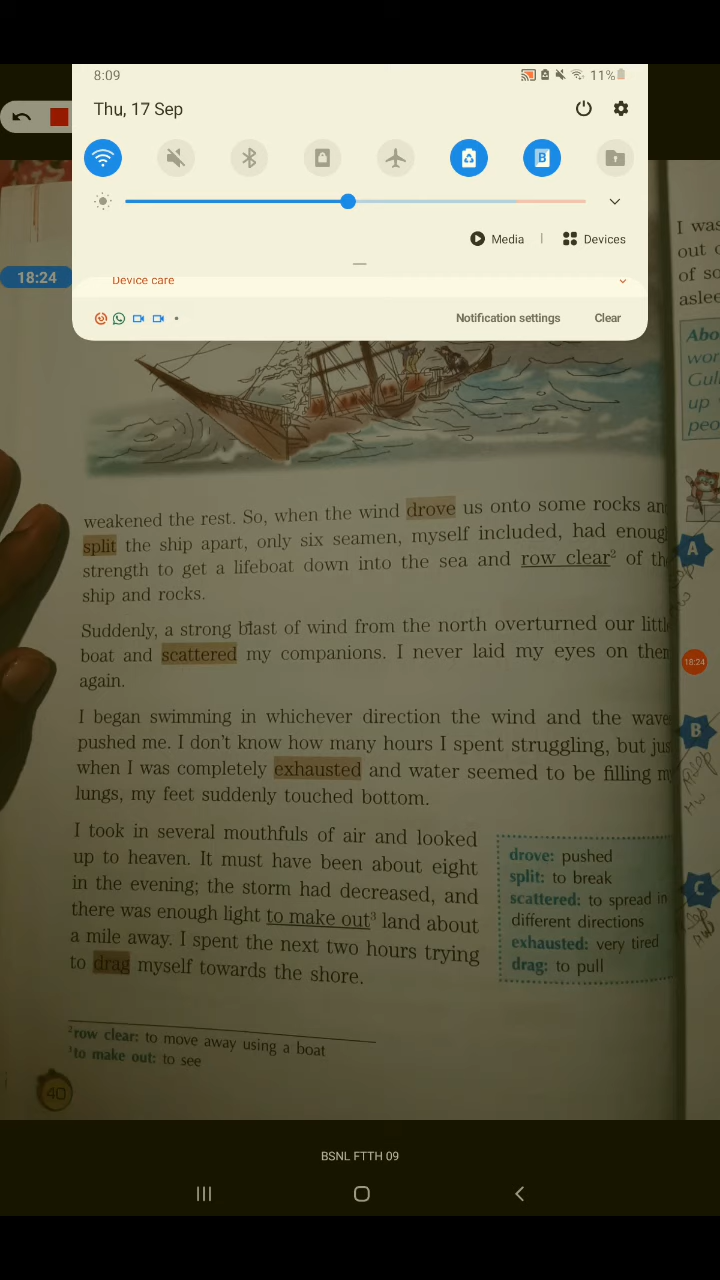 8:09
11%
Thu, 17 Sep
B
Media | Devices
18:24
Device care
Notification settings Clear
I was
out o
of so
aslee
Abo
wor
Gul
up
peo
weakened the rest. So, when the wind drove us onto some rocks an
split the ship apart, only six seamen, myself included, had enoug
strength to get a lifeboat down into the sea and row clear² of th
ship and rocks.
Suddenly, a strong blast of wind from the north overturned our littl
boat and scattered my companions. I never laid my eyes on then
again.
I began swimming in whichever direction the wind and the wave
pushed me. I don't know how many hours I spent struggling, but jus
when I was completely exhausted and water seemed to be filling m
lungs, my feet suddenly touched bottom.
I took in several mouthfuls of air and looked
up to heaven. It must have been about eight
in the evening; the storm had decreased, and
there was enough light to make out³ land about
a mile away. I spent the next two hours trying
to drag myself towards the shore.
drove: pushed
split: to break
scattered: to spread in
different directions
exhausted: very tired
drag: to pull
²row clear: to move away using a boat
³to make out: to see
40
A
18:24
B
C
BSNL FTTH 09